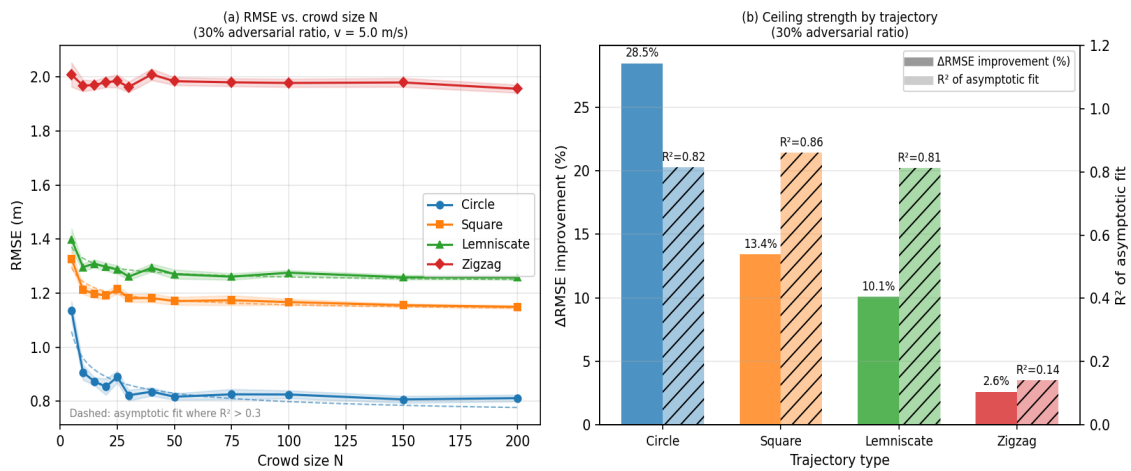 (a) RMSE vs. crowd size N
(30% adversarial ratio, v = 5.0 m/s)
RMSE (m)
2.0
1.8
1.6
1.4
1.2
1.0
0.8
Circle
Square
Lemniscate
Zigzag
Dashed: asymptotic fit where R² > 0.3
0
25
50
75
100
125
150
175
200
Crowd size N
(b) Ceiling strength by trajectory
(30% adversarial ratio)
ΔRMSE improvement (%)
25
20
15
10
5
0
ΔRMSE improvement (%)
R² of asymptotic fit
28.5%
R²=0.82
13.4%
R²=0.86
10.1%
R²=0.81
2.6%
R²=0.14
1.2
1.0
0.8
0.6
0.4
0.2
0.0
R² of asymptotic fit
Circle
Square
Lemniscate
Zigzag
Trajectory type